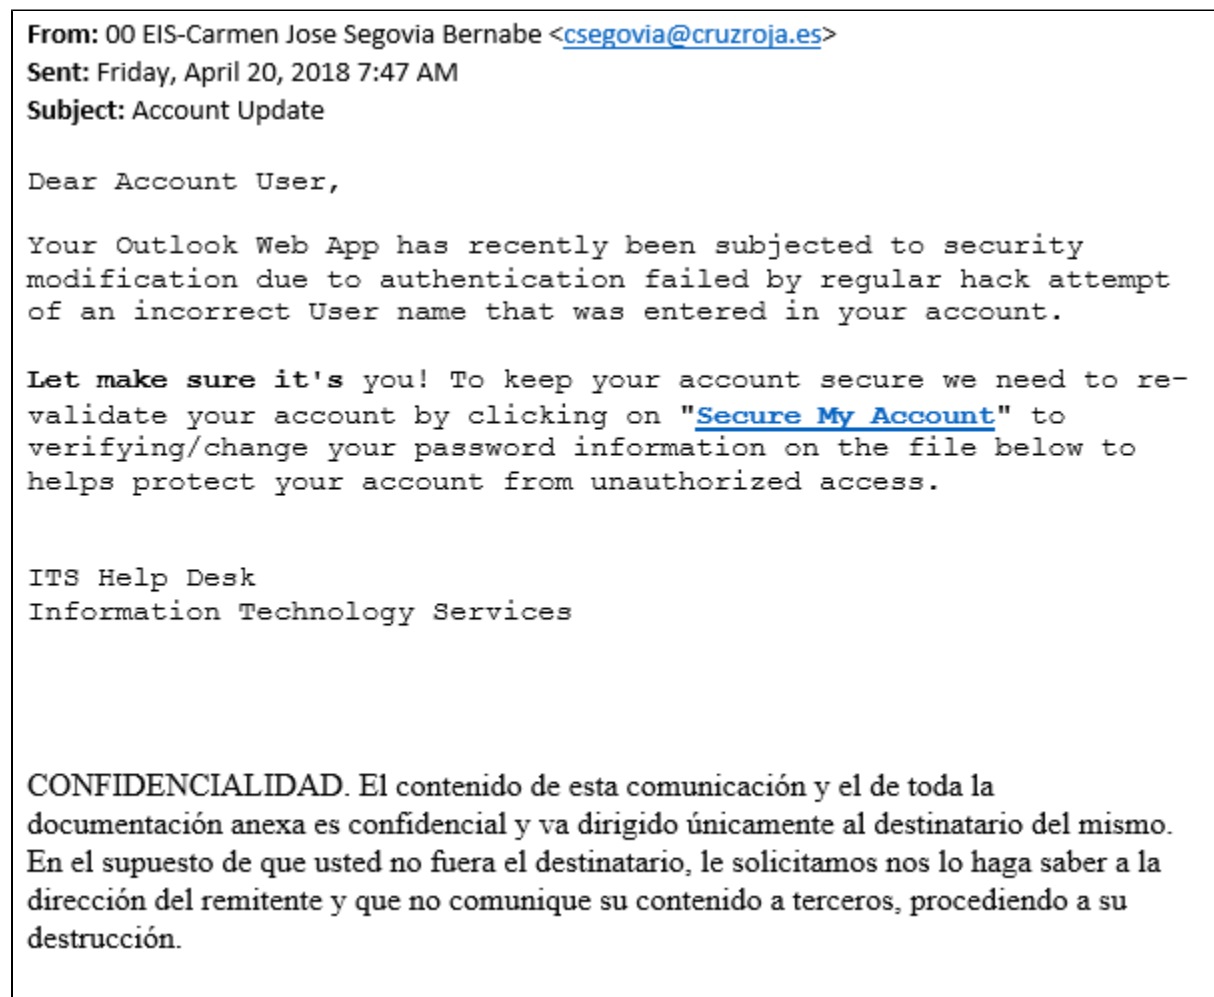 From: 00 EIS-Carmen Jose Segovia Bernabe <csegovia@cruzroja.es>
Sent: Friday, April 20, 2018 7:47 AM
Subject: Account Update
Dear Account User,
Your Outlook Web App has recently been subjected to security
modification due to authentication failed by regular hack attempt
of an incorrect User name that was entered in your account.
Let make sure it's you! To keep your account secure we need to re-
validate your account by clicking on "Secure My Account" to
verifying/change your password information on the file below to
helps protect your account from unauthorized access.
ITS Help Desk
Information Technology Services
CONFIDENCIALIDAD. El contenido de esta comunicación y el de toda la
documentación anexa es confidencial y va dirigido únicamente al destinatario del mismo.
En el supuesto de que usted no fuera el destinatario, le solicitamos nos lo haga saber a la
dirección del remitente y que no comunique su contenido a terceros, procediendo a su
destrucción.